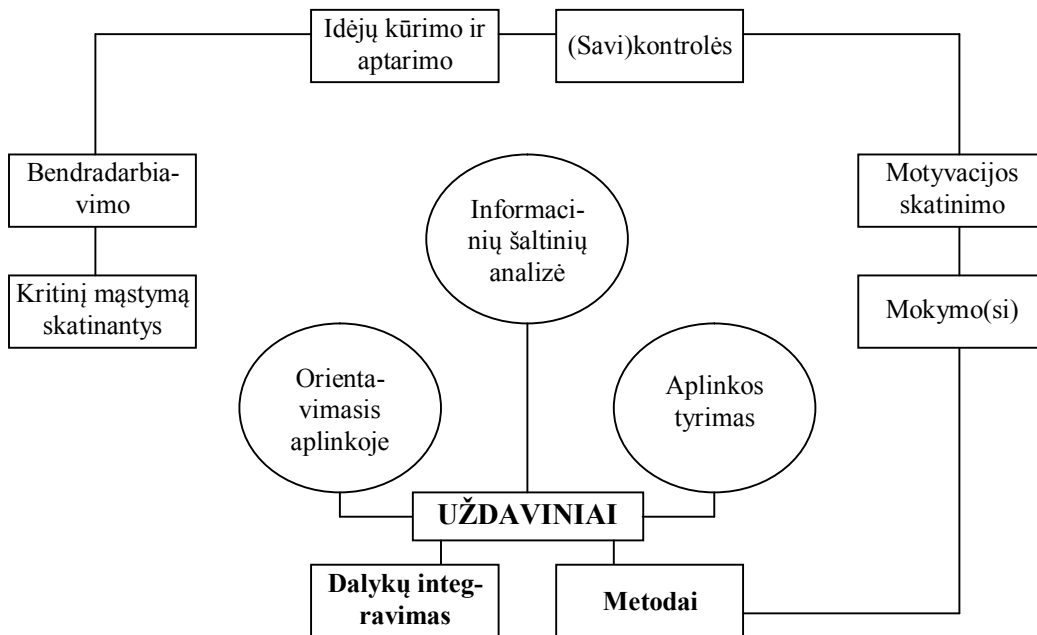 Idėjų kūrimo ir
aptarimo
(Savi)kontrolės
Bendradarbia-
vimo
Motyvacijos
skatinimo
Informaci-
nių šaltinių
analizė
Kritinį mąstymą
skatinantys
Mokymo(si)
Orienta-
vimasis
aplinkoje
Aplinkos
tyrimas
UŽDAVINIAI
Dalykų integ-
ravimas
Metodai